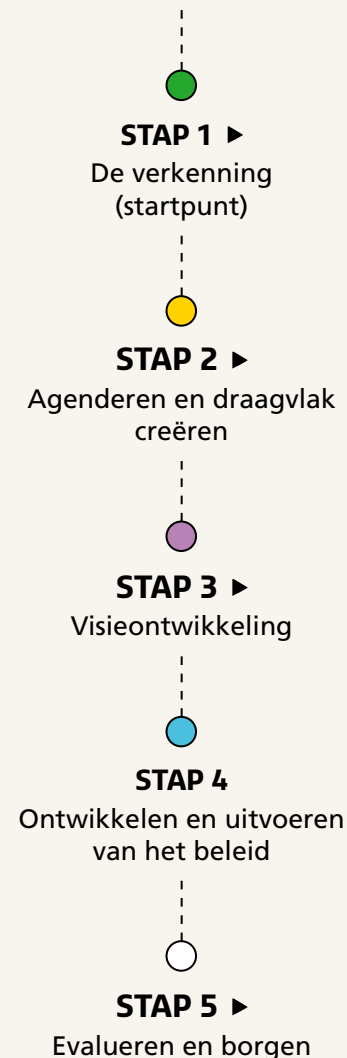 STAP 1 ▶
De verkenning
(startpunt)
STAP 2 ▶
Agenderen en draagvlak
creëren
STAP 3 ▶
Visieontwikkeling
STAP 4
Ontwikkelen en uitvoeren
van het beleid
STAP 5 ▶
Evalueren en borgen